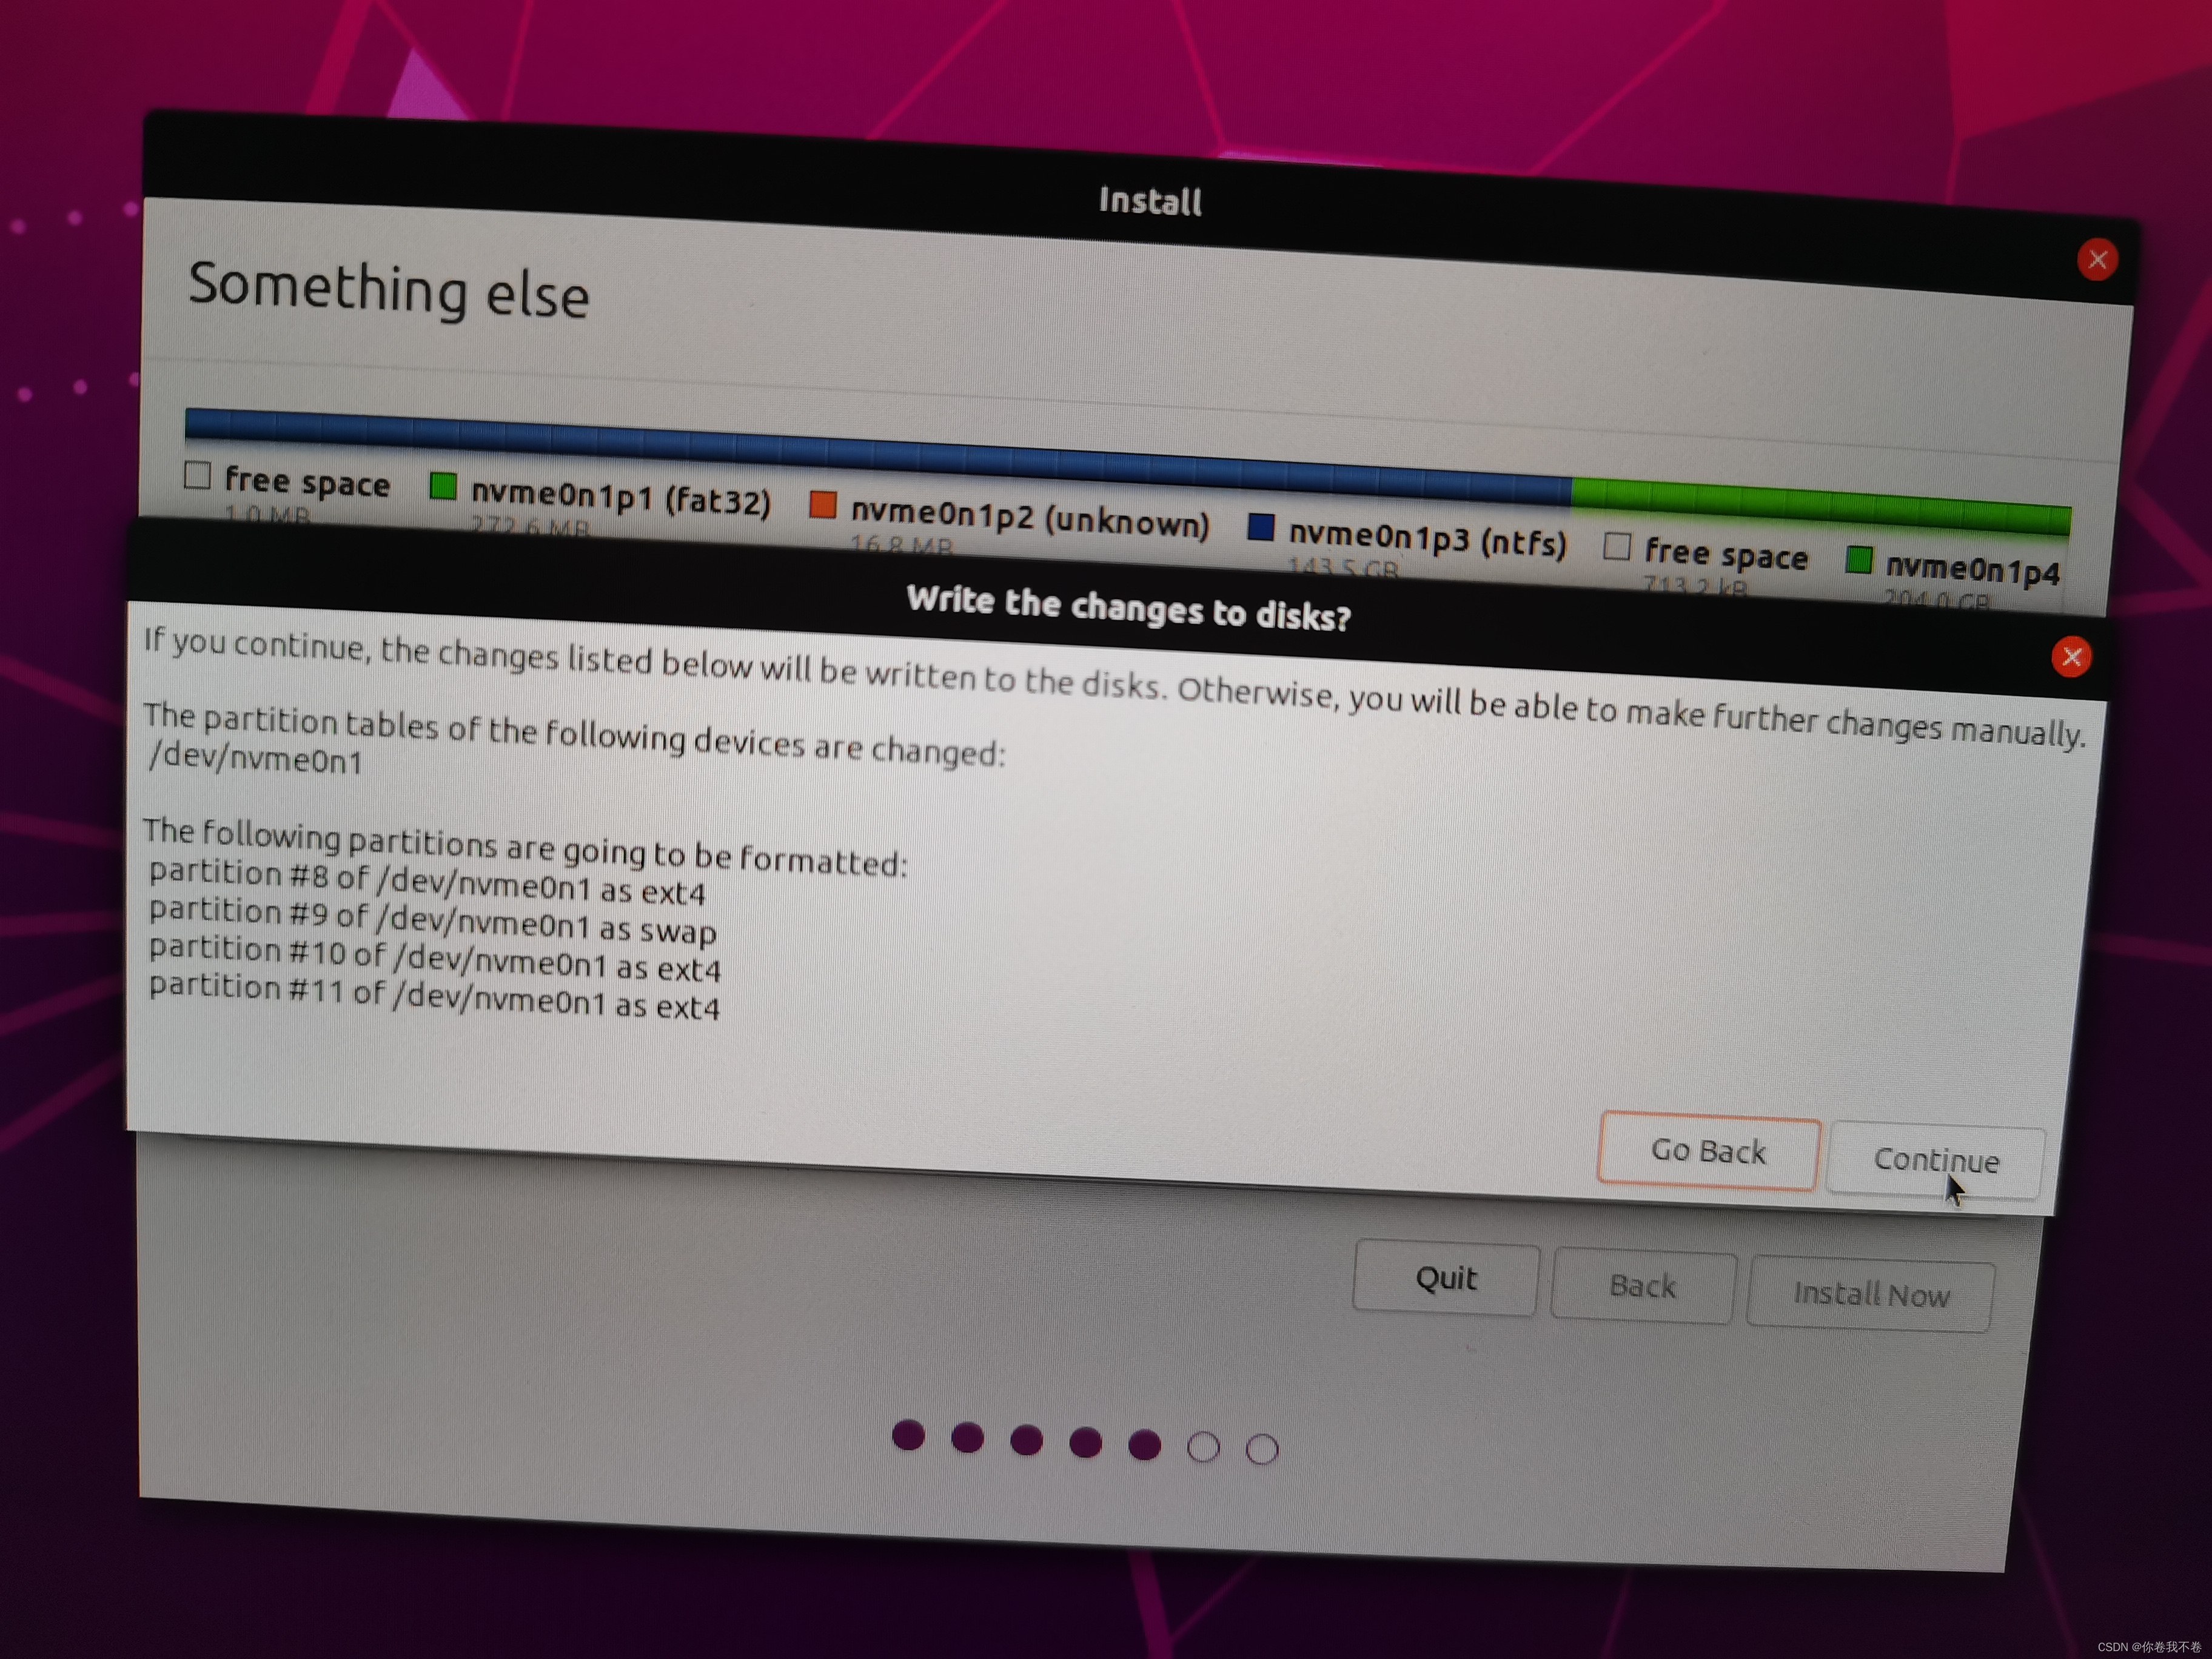 Install
Something else
free space nvme0n1p1 (fat32) nvme0n1p2 (unknown) nvme0n1p3 (ntfs) free space nvme0n1p4
1.0 MB 272.6 MB 16.8 MB 143.5 GB 713.2 kB 204.0 GB
Write the changes to disks?
If you continue, the changes listed below will be written to the disks. Otherwise, you will be able to make further changes manually.
The partition tables of the following devices are changed:
/dev/nvme0n1
The following partitions are going to be formatted:
partition #8 of /dev/nvme0n1 as ext4
partition #9 of /dev/nvme0n1 as swap
partition #10 of /dev/nvme0n1 as ext4
partition #11 of /dev/nvme0n1 as ext4
Go Back Continue
Quit Back Install Now
CSDN @你卷我不卷